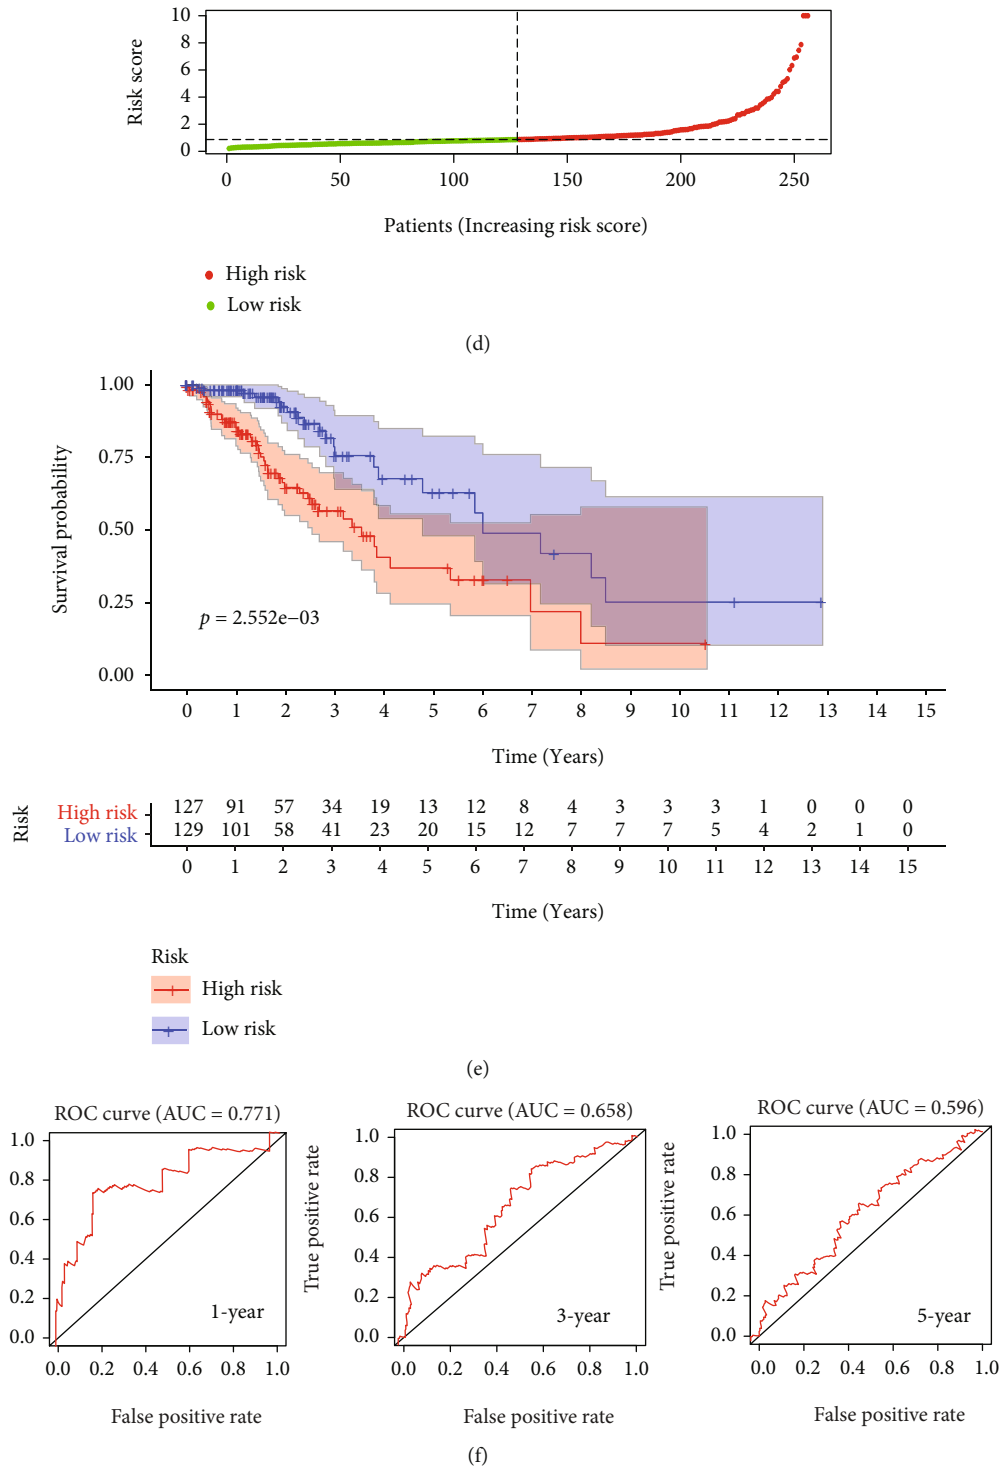 10
8
6
4
2
0
Risk score
0 50 100 150 200 250
Patients (Increasing risk score)
High risk
Low risk
(d)
1.00
0.75
0.50
0.25
0.00
Survival probability
p = 2.552e−03
0 1 2 3 4 5 6 7 8 9 10 11 12 13 14 15
Time (Years)
Risk
High risk 127 91 57 34 19 13 12 8 4 3 3 3 1 0 0 0
Low risk 129 101 58 41 23 20 15 12 7 7 7 5 4 2 1 0
0 1 2 3 4 5 6 7 8 9 10 11 12 13 14 15
Time (Years)
Risk
High risk
Low risk
(e)
ROC curve (AUC = 0.771)
1.0
0.8
0.6
0.4
0.2
0.0
1-year
0.0 0.2 0.4 0.6 0.8 1.0
False positive rate
ROC curve (AUC = 0.658)
True positive rate
1.0
0.8
0.6
0.4
0.2
0.0
3-year
0.0 0.2 0.4 0.6 0.8 1.0
False positive rate
ROC curve (AUC = 0.596)
True positive rate
1.0
0.8
0.6
0.4
0.2
0.0
5-year
0.0 0.2 0.4 0.6 0.8 1.0
False positive rate
(f)